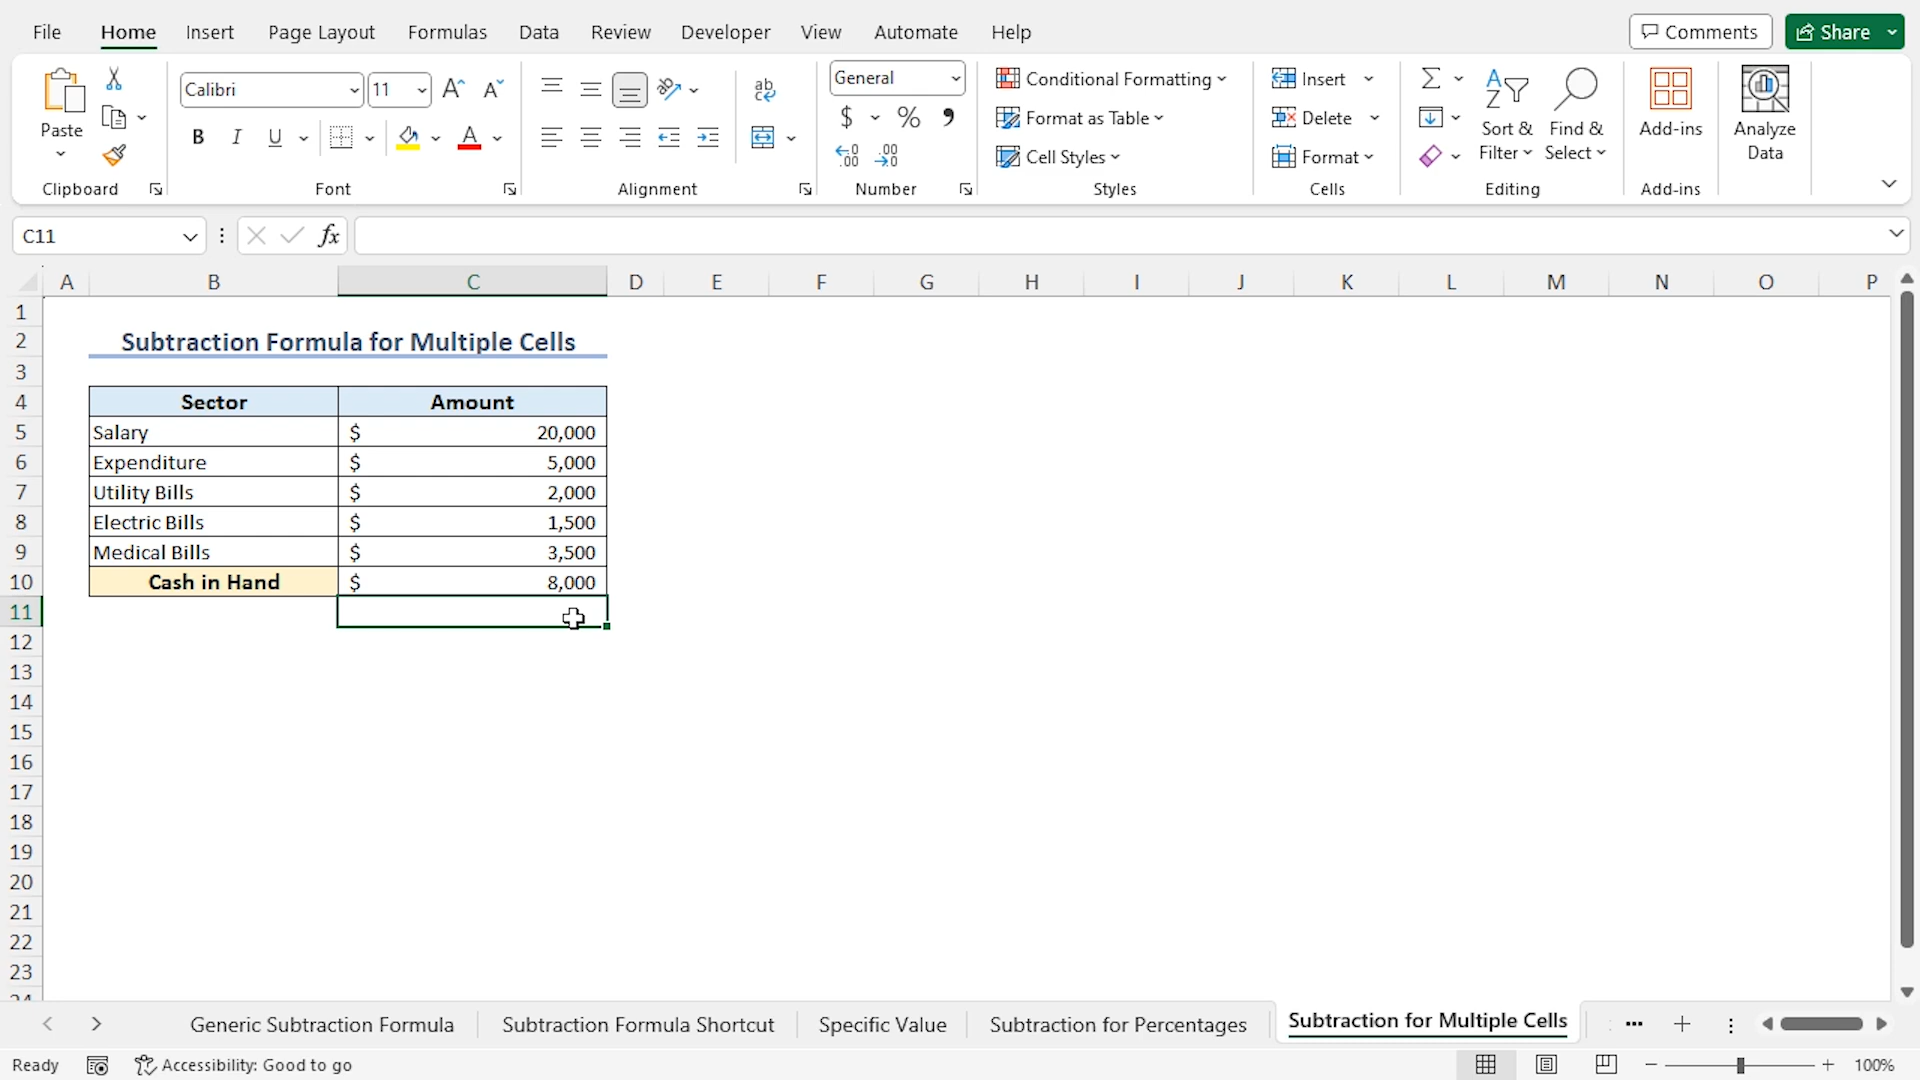 File Home Insert Page Layout Formulas Data Review Developer View Automate Help Comments Share
Calibri 11 General Conditional Formatting Insert
Paste Format as Table Delete Sort & Filter Find & Select Add-ins Analyze Data
B I U A $ % Cell Styles Format
Clipboard Font Alignment Number Styles Cells Editing Add-ins
C11 fx
A B C D E F G H I J K L M N O P
1
2 Subtraction Formula for Multiple Cells
3
4 Sector Amount
5 Salary $ 20,000
6 Expenditure $ 5,000
7 Utility Bills $ 2,000
8 Electric Bills $ 1,500
9 Medical Bills $ 3,500
10 Cash in Hand $ 8,000
11
12
13
14
15
16
17
18
19
20
21
22
23
24
Generic Subtraction Formula Subtraction Formula Shortcut Specific Value Subtraction for Percentages Subtraction for Multiple Cells
Ready Accessibility: Good to go 100%